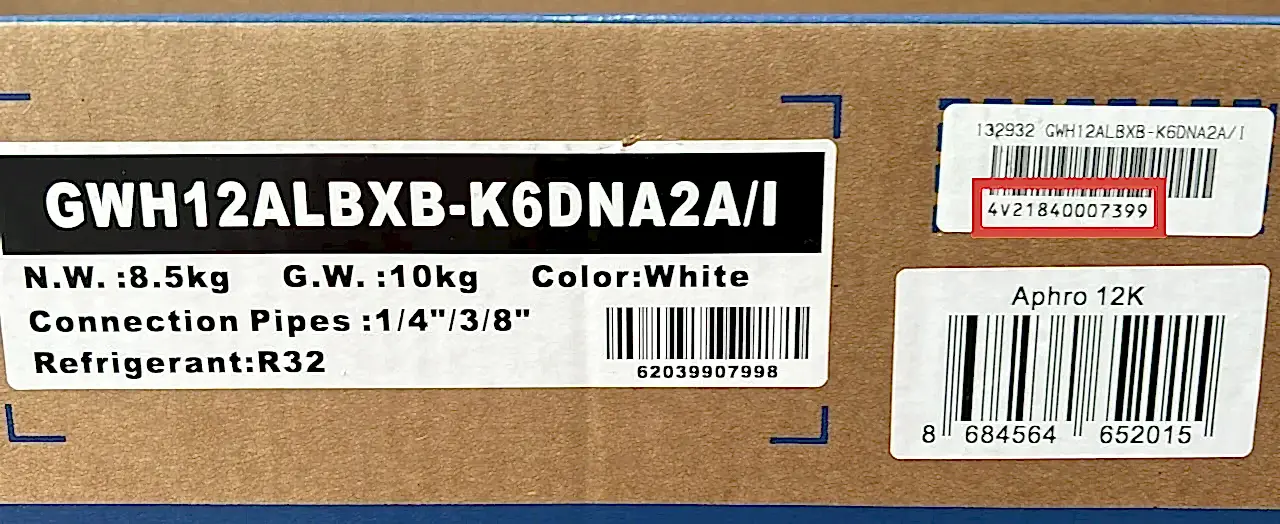 GWH12ALBXB-K6DNA2A/I
N.W. :8.5kg G.W. :10kg Color:White
Connection Pipes :1/4"/3/8"
Refrigerant:R32
62039907998
132932 GWH12ALBXB-K6DNA2A/I
4V21840007399
Aphro 12K
8 684564 652015